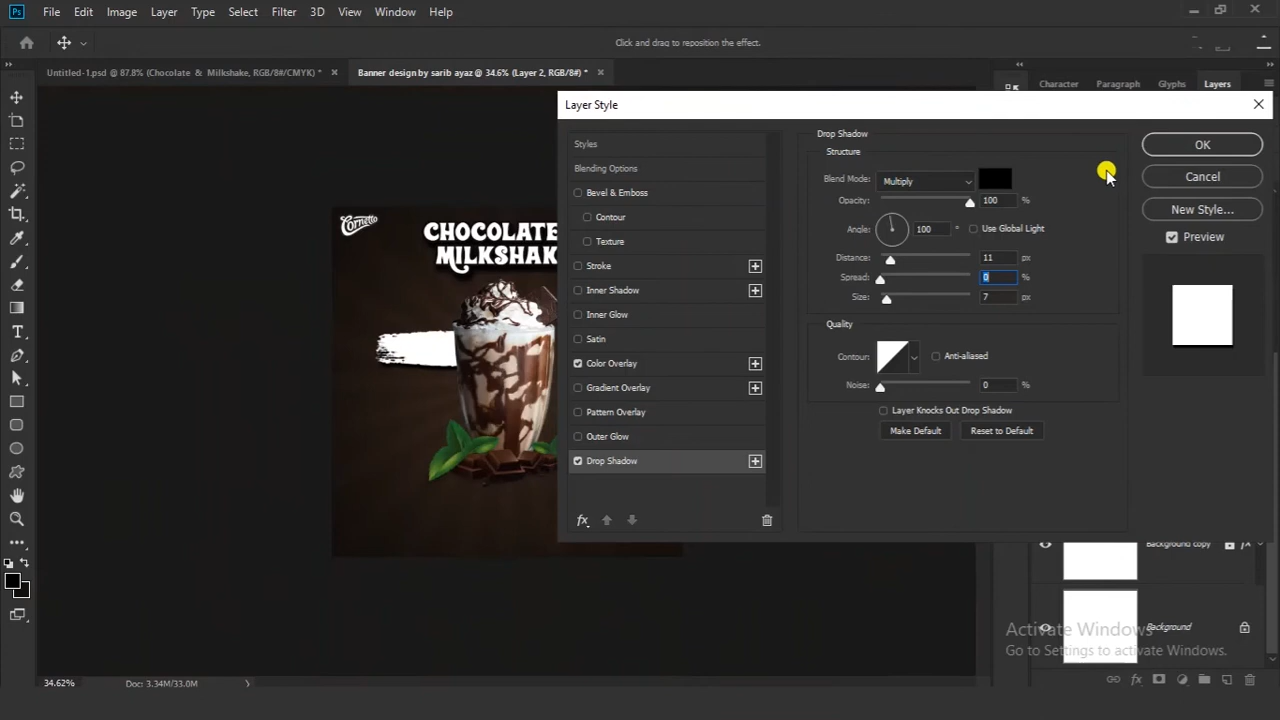 Ps File Edit Image Layer Type Select Filter 3D View Window Help
Click and drag to reposition the effect.
Untitled-1.psd @ 87.8% (Chocolate & Milkshake, RGB/8#/CMYK) * × Banner design by sarib ayaz @ 34.6% (Layer 2, RGB/8#) * ×
Character Paragraph Glyphs Layers
Layer Style
Styles
Blending Options
Bevel & Emboss
Contour
Texture
Stroke
Inner Shadow
Inner Glow
Satin
Color Overlay
Gradient Overlay
Pattern Overlay
Outer Glow
Drop Shadow
fx
Drop Shadow
Structure
Blend Mode: Multiply
Opacity: 100 %
Angle: 100 ° Use Global Light
Distance: 11 px
Spread: 0 %
Size: 7 px
Quality
Contour: Anti-aliased
Noise: 0 %
Layer Knocks Out Drop Shadow
Make Default Reset to Default
OK
Cancel
New Style...
Preview
Cornetto
CHOCOLATE
MILKSHAK
Background copy fx
Background
Activate Windows
Go to Settings to activate Windows.
34.62% Doc: 3.34M/33.0M
fx